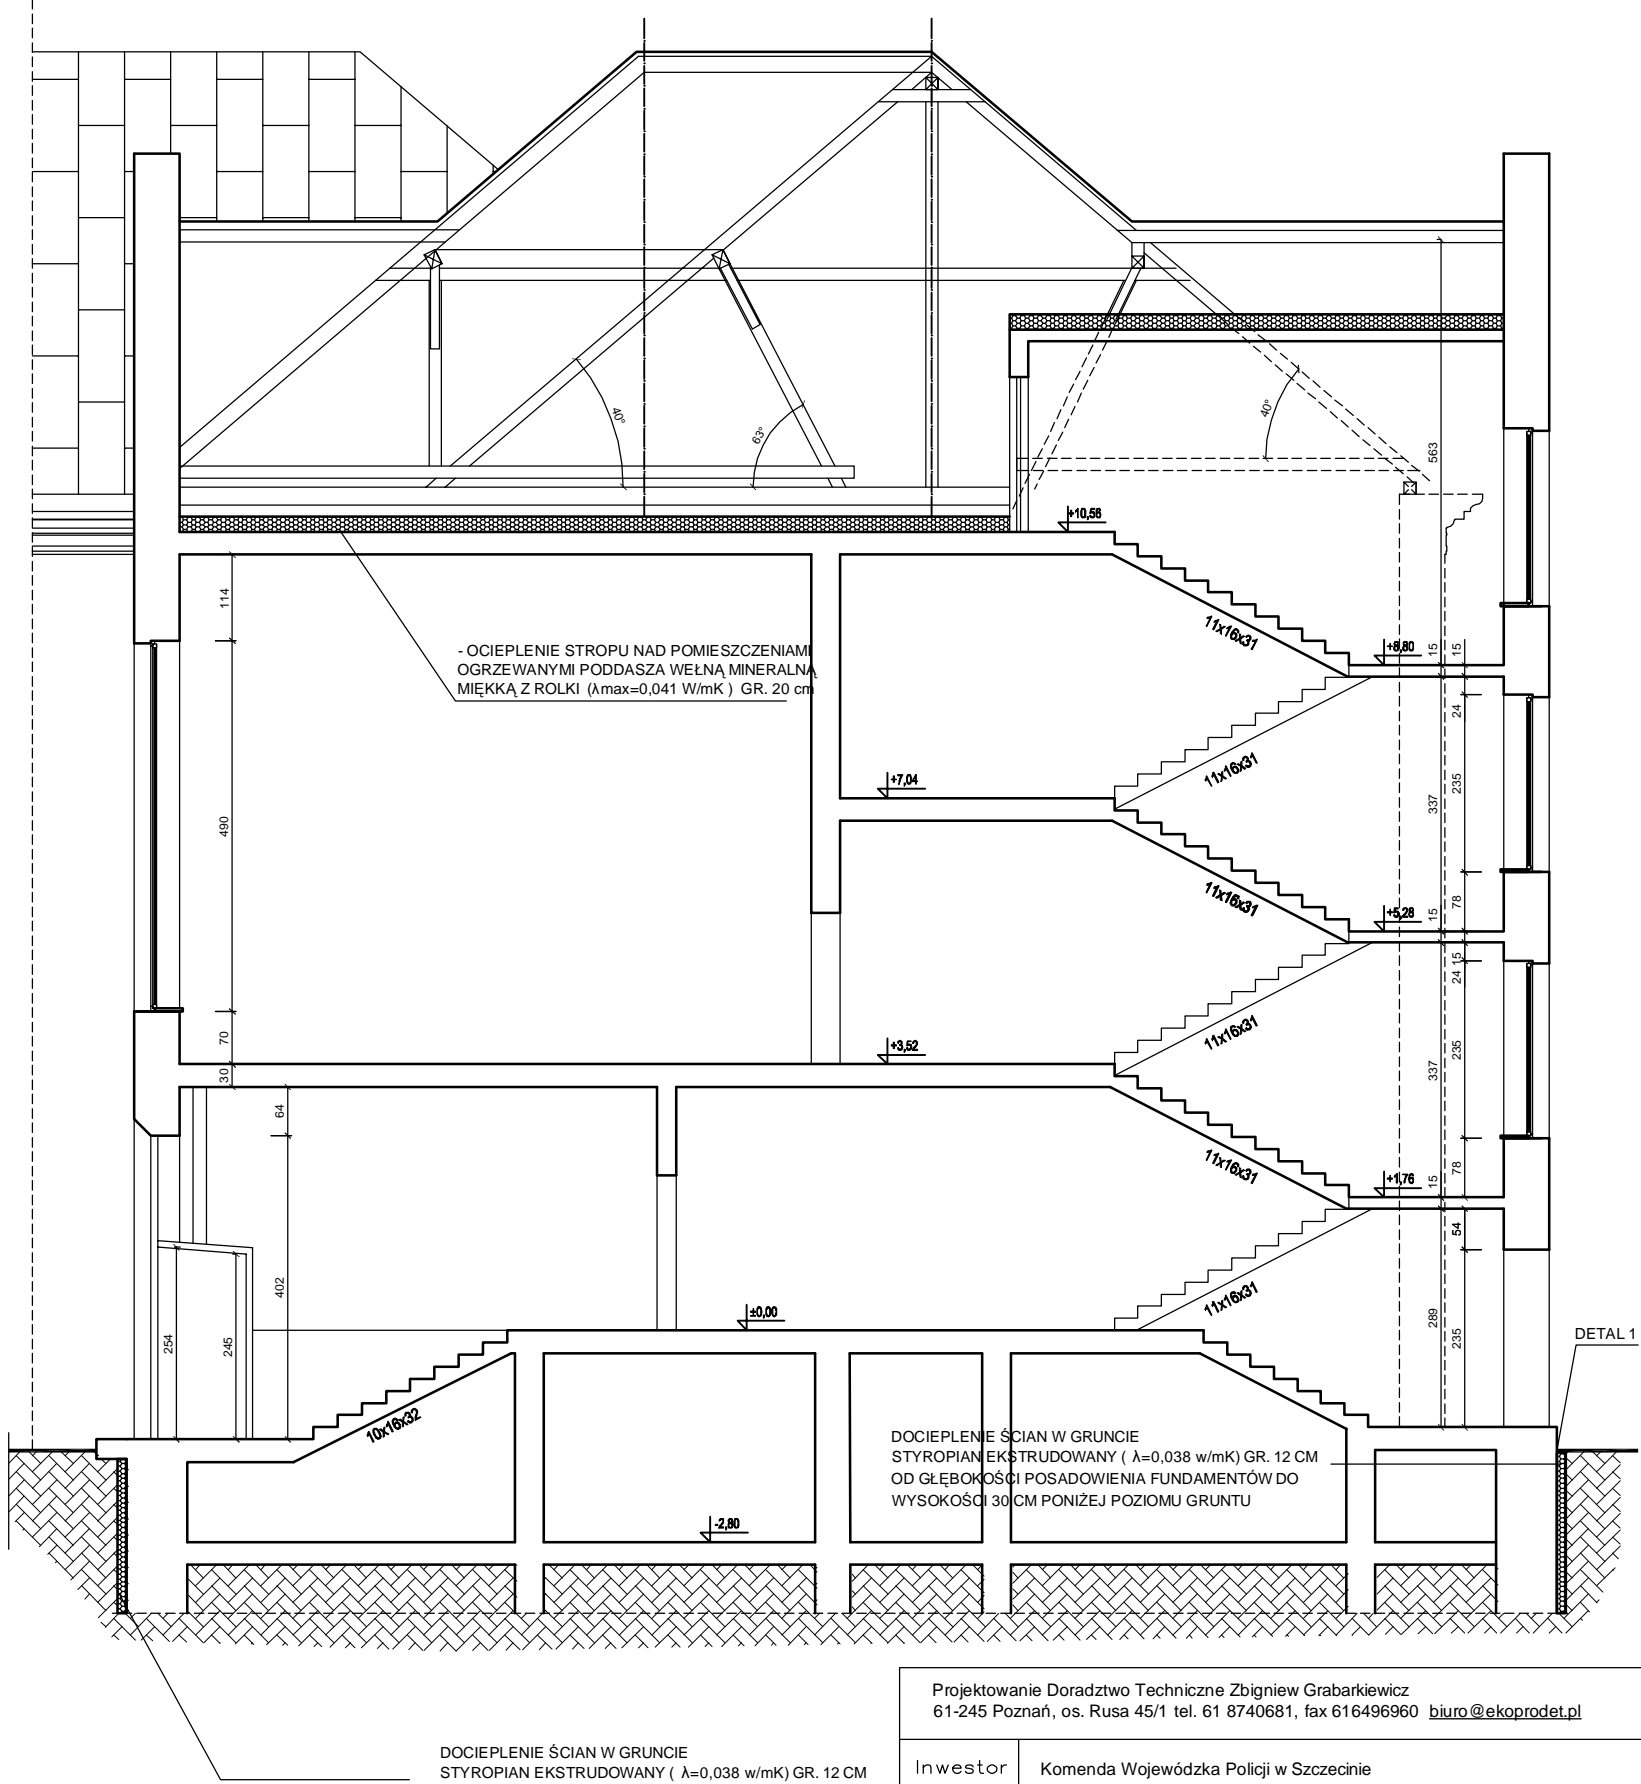 40°
63°
40°
563
+10,56
114
- OCIEPLENIE STROPU NAD POMIESZCZENIAMI
OGRZEWANYMI PODDASZA WEŁNĄ MINERALNĄ
MIĘKKĄ Z ROLKI (λmax=0,041 W/mK ) GR. 20 cm
11x16x31
+8,80
15
15
24
11x16x31
+7,04
235
337
490
11x16x31
78
+5,28
15
15
24
11x16x31
70
+3,52
30
235
337
64
11x16x31
78
+1,76
15
54
402
11x16x31
±0,00
289
235
254
245
DETAL 1
10x16x32
DOCIEPLENIE ŚCIAN W GRUNCIE
STYROPIAN EKSTRUDOWANY ( λ=0,038 w/mK) GR. 12 CM
OD GŁĘBOKOŚCI POSADOWIENIA FUNDAMENTÓW DO
WYSOKOŚCI 30 CM PONIŻEJ POZIOMU GRUNTU
-2,80
Projektowanie Doradztwo Techniczne Zbigniew Grabarkiewicz
61-245 Poznań, os. Rusa 45/1 tel. 61 8740681, fax 616496960 biuro@ekoprodet.pl
DOCIEPLENIE ŚCIAN W GRUNCIE
STYROPIAN EKSTRUDOWANY ( λ=0,038 w/mK) GR. 12 CM
Inwestor Komenda Wojewódzka Policji w Szczecinie